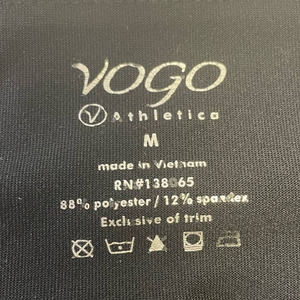 VOGO
V Athletica
M
made in Vietnam
RN#138065
88% polyester / 12% spandex
Exclusive of trim